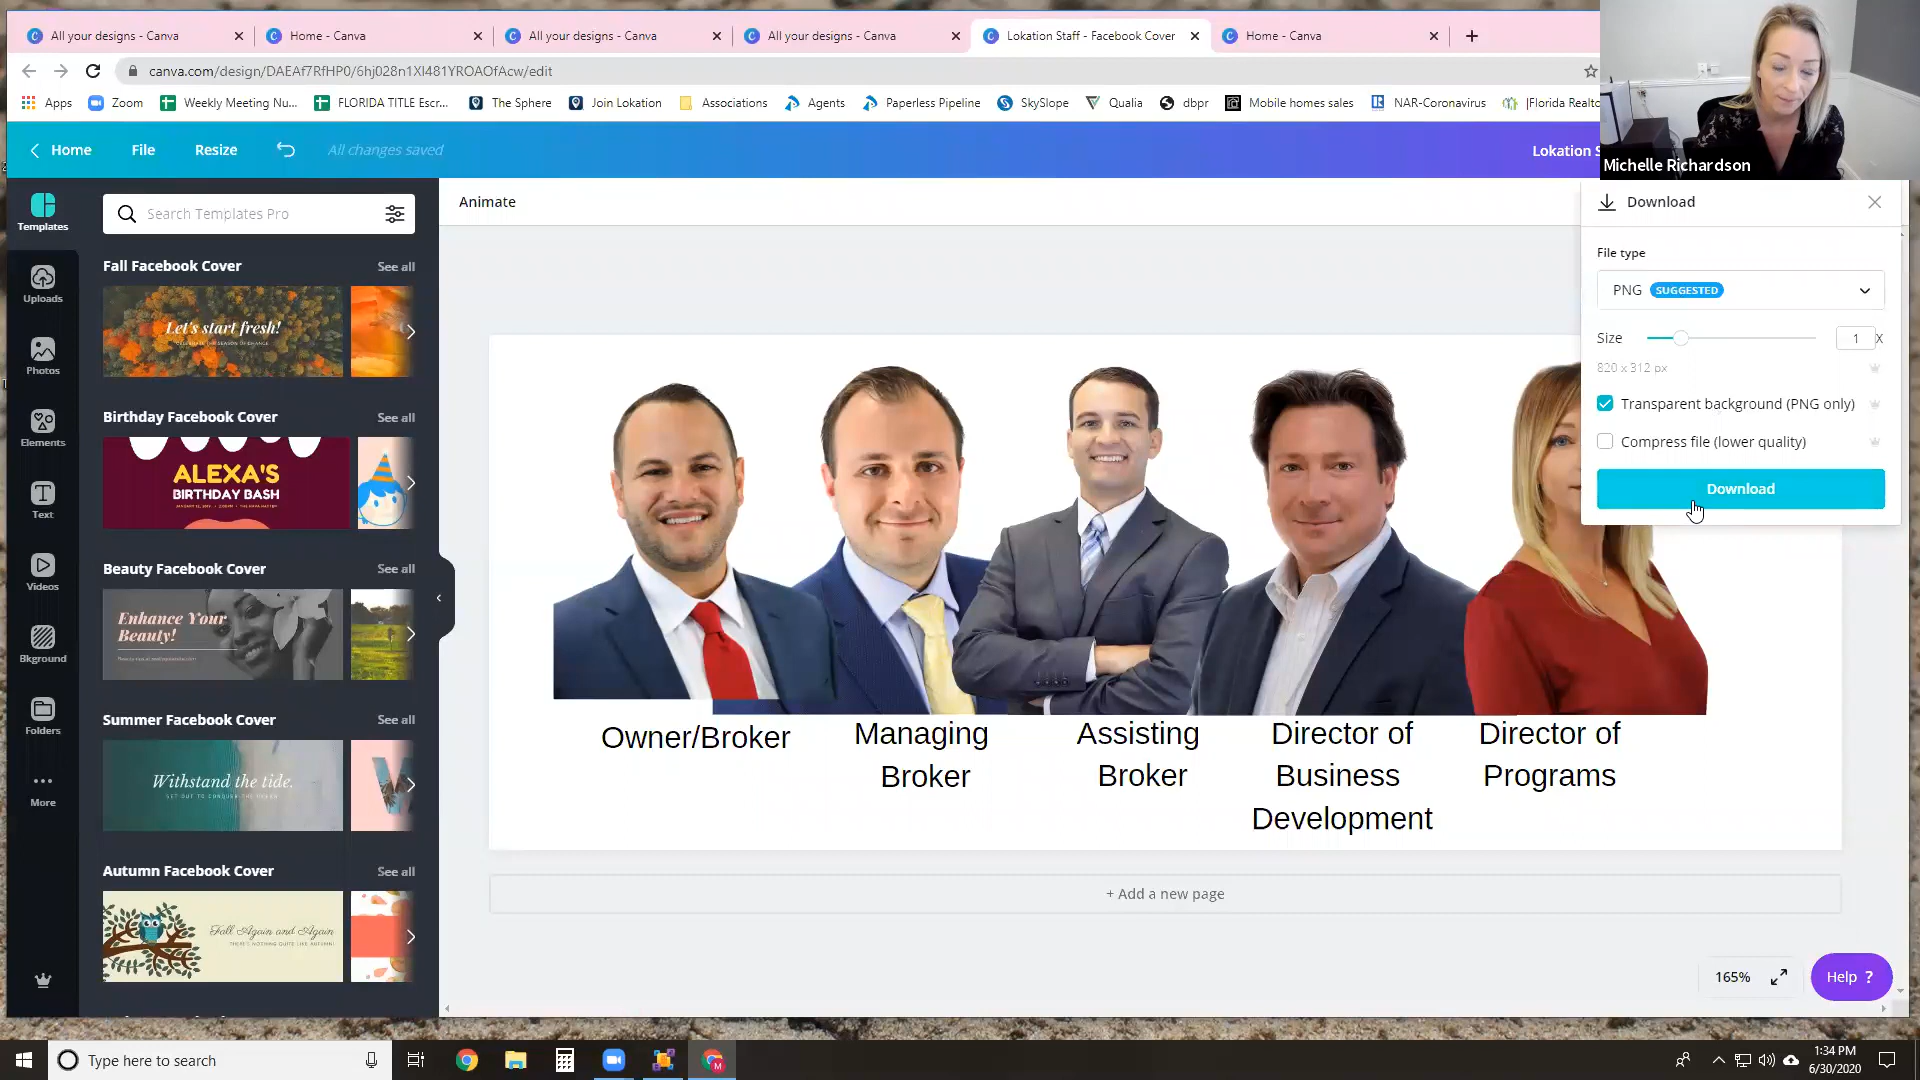 All your designs - Canva
Home - Canva
All your designs - Canva
All your designs - Canva
Lokation Staff - Facebook Cover
Home - Canva
canva.com/design/DAEAf7RfHP0/6hj028n1Xl481YROAOfAcw/edit
Apps
Zoom
Weekly Meeting Nu...
FLORIDA TITLE Escr...
The Sphere
Join Lokation
Associations
Agents
Paperless Pipeline
SkySlope
Qualia
dbpr
Mobile homes sales
NAR-Coronavirus
|Florida Realto
Michelle Richardson
Home
File
Resize
All changes saved
Lokation S
Templates
Uploads
Photos
Elements
Text
Videos
Bkground
Folders
More
Search Templates Pro
Fall Facebook Cover
See all
Let's start fresh!
Birthday Facebook Cover
See all
ALEXA'S
BIRTHDAY BASH
Beauty Facebook Cover
See all
Enhance Your
Beauty!
Summer Facebook Cover
See all
Withstand the tide.
Autumn Facebook Cover
See all
Fall Again and Again
THERE'S NOTHING QUITE LIKE AUTUMN!
Animate
Owner/Broker
Managing
Broker
Assisting
Broker
Director of
Business
Development
Director of
Programs
+ Add a new page
Download
File type
PNG SUGGESTED
Size
1 X
820 x 312 px
Transparent background (PNG only)
Compress file (lower quality)
Download
165%
Help ?
Type here to search
1:34 PM
6/30/2020